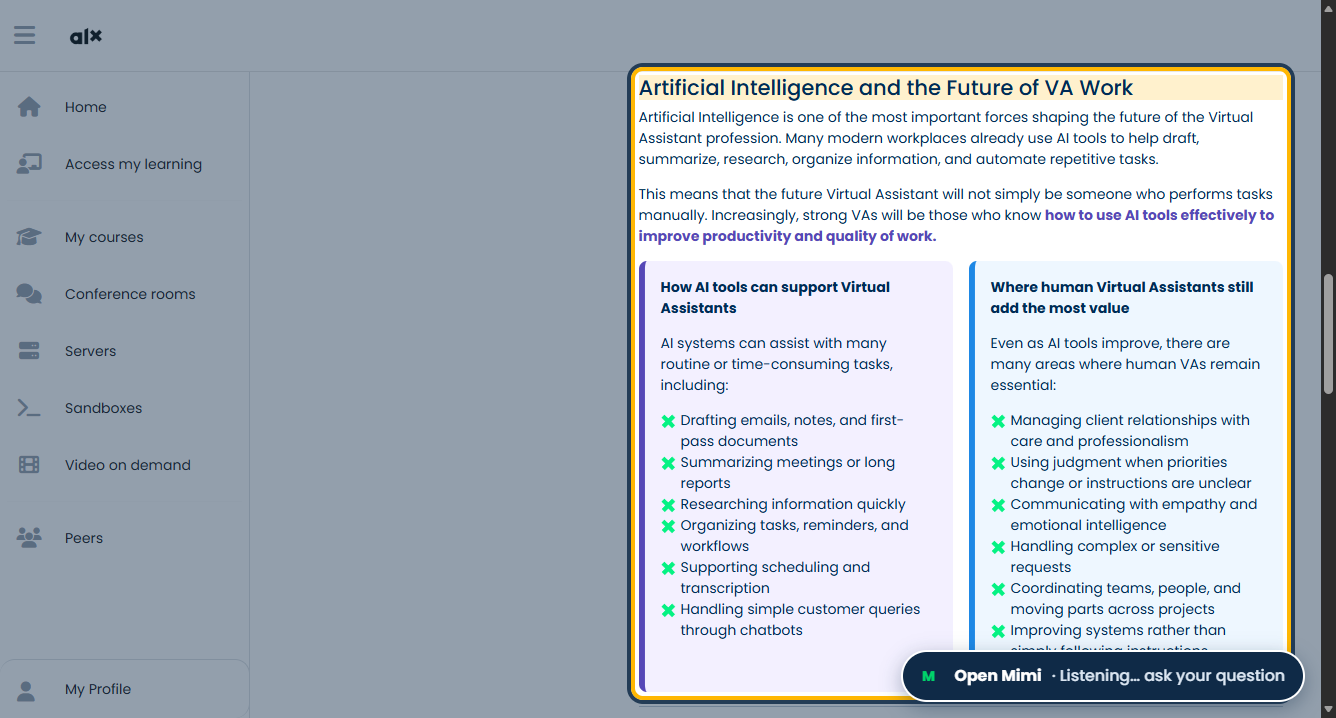 alx
Home
Access my learning
My courses
Conference rooms
Servers
Sandboxes
Video on demand
Peers
My Profile
Artificial Intelligence and the Future of VA Work
Artificial Intelligence is one of the most important forces shaping the future of the Virtual
Assistant profession. Many modern workplaces already use AI tools to help draft,
summarize, research, organize information, and automate repetitive tasks.
This means that the future Virtual Assistant will not simply be someone who performs tasks
manually. Increasingly, strong VAs will be those who know how to use AI tools effectively to
improve productivity and quality of work.
How AI tools can support Virtual
Assistants
AI systems can assist with many
routine or time-consuming tasks,
including:
Drafting emails, notes, and first-
pass documents
Summarizing meetings or long
reports
Researching information quickly
Organizing tasks, reminders, and
workflows
Supporting scheduling and
transcription
Handling simple customer queries
through chatbots
Where human Virtual Assistants still
add the most value
Even as AI tools improve, there are
many areas where human VAs remain
essential:
Managing client relationships with
care and professionalism
Using judgment when priorities
change or instructions are unclear
Communicating with empathy and
emotional intelligence
Handling complex or sensitive
requests
Coordinating teams, people, and
moving parts across projects
Improving systems rather than
simply following instructions
M Open Mimi · Listening… ask your question